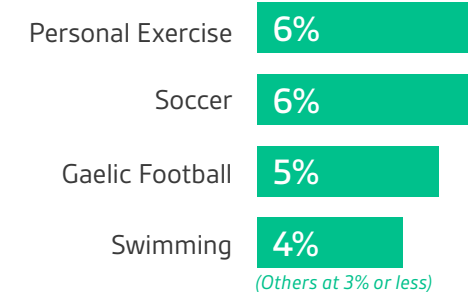 Personal Exercise 6%
Soccer 6%
Gaelic Football 5%
Swimming 4%
(Others at 3% or less)